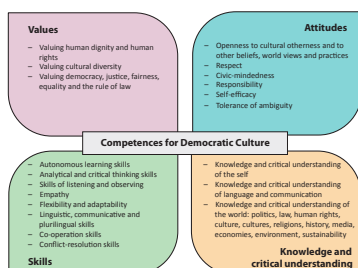 Values
– Valuing human dignity and human
rights
– Valuing cultural diversity
– Valuing democracy, justice, fairness,
equality and the rule of law
Attitudes
– Openness to cultural otherness and to
other beliefs, world views and practices
– Respect
– Civic-mindedness
– Responsibility
– Self-efficacy
– Tolerance of ambiguity
Competences for Democratic Culture
– Autonomous learning skills
– Analytical and critical thinking skills
– Skills of listening and observing
– Empathy
– Flexibility and adaptability
– Linguistic, communicative and
plurilingual skills
– Co-operation skills
– Conflict-resolution skills
Skills
– Knowledge and critical understanding
of the self
– Knowledge and critical understanding
of language and communication
– Knowledge and critical understanding of
the world: politics, law, human rights,
culture, cultures, religions, history, media,
economies, environment, sustainability
Knowledge and
critical understanding